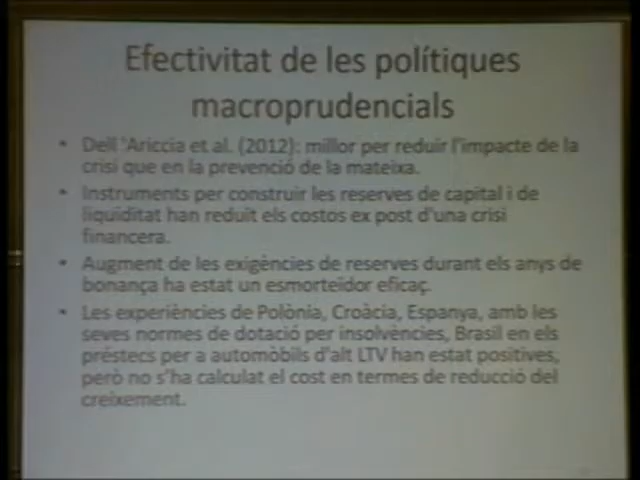 Efectivitat de les polítiques
macroprudencials
• Dell 'Ariccia et al. (2012): millor per reduir l'impacte de la
crisi que en la prevenció de la mateixa.
• Instruments per construir les reserves de capital i de
liquiditat han reduït els costos ex post d'una crisi
financera.
• Augment de les exigències de reserves durant els anys de
bonança ha estat un esmorteïdor eficaç.
• Les experiències de Polònia, Croàcia, Espanya, amb les
seves normes de dotació per insolvències, Brasil en els
préstecs per a automòbils d'alt LTV han estat positives,
però no s'ha calculat el cost en termes de reducció del
creixement.